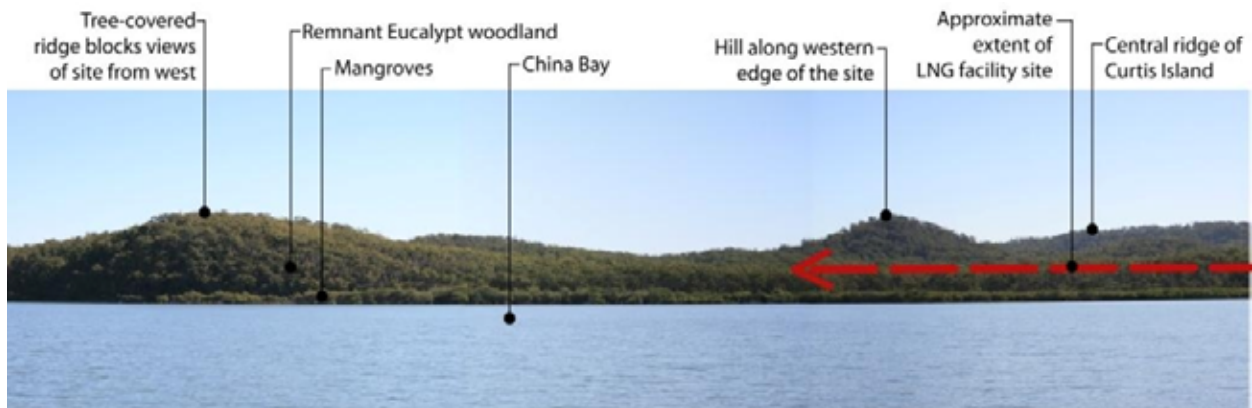 Tree-covered
ridge blocks views
of site from west
Remnant Eucalypt woodland
Mangroves
China Bay
Hill along western
edge of the site
Approximate
extent of
LNG facility site
Central ridge of
Curtis Island